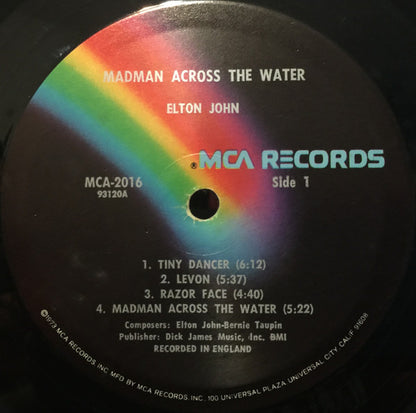 MADMAN ACROSS THE WATER
ELTON JOHN
®MCA RECORDS
MCA-2016
93120A
Side 1
1. TINY DANCER (6:12)
2. LEVON (5:37)
3. RAZOR FACE (4:40)
4. MADMAN ACROSS THE WATER (5:22)
Composers: Elton John-Bernie Taupin
Publisher: Dick James Music, Inc. BMI
RECORDED IN ENGLAND
©1973 MCA RECORDS, INC. MFD BY MCA RECORDS, INC., 100 UNIVERSAL PLAZA, UNIVERSAL CITY, CALIF. 91608